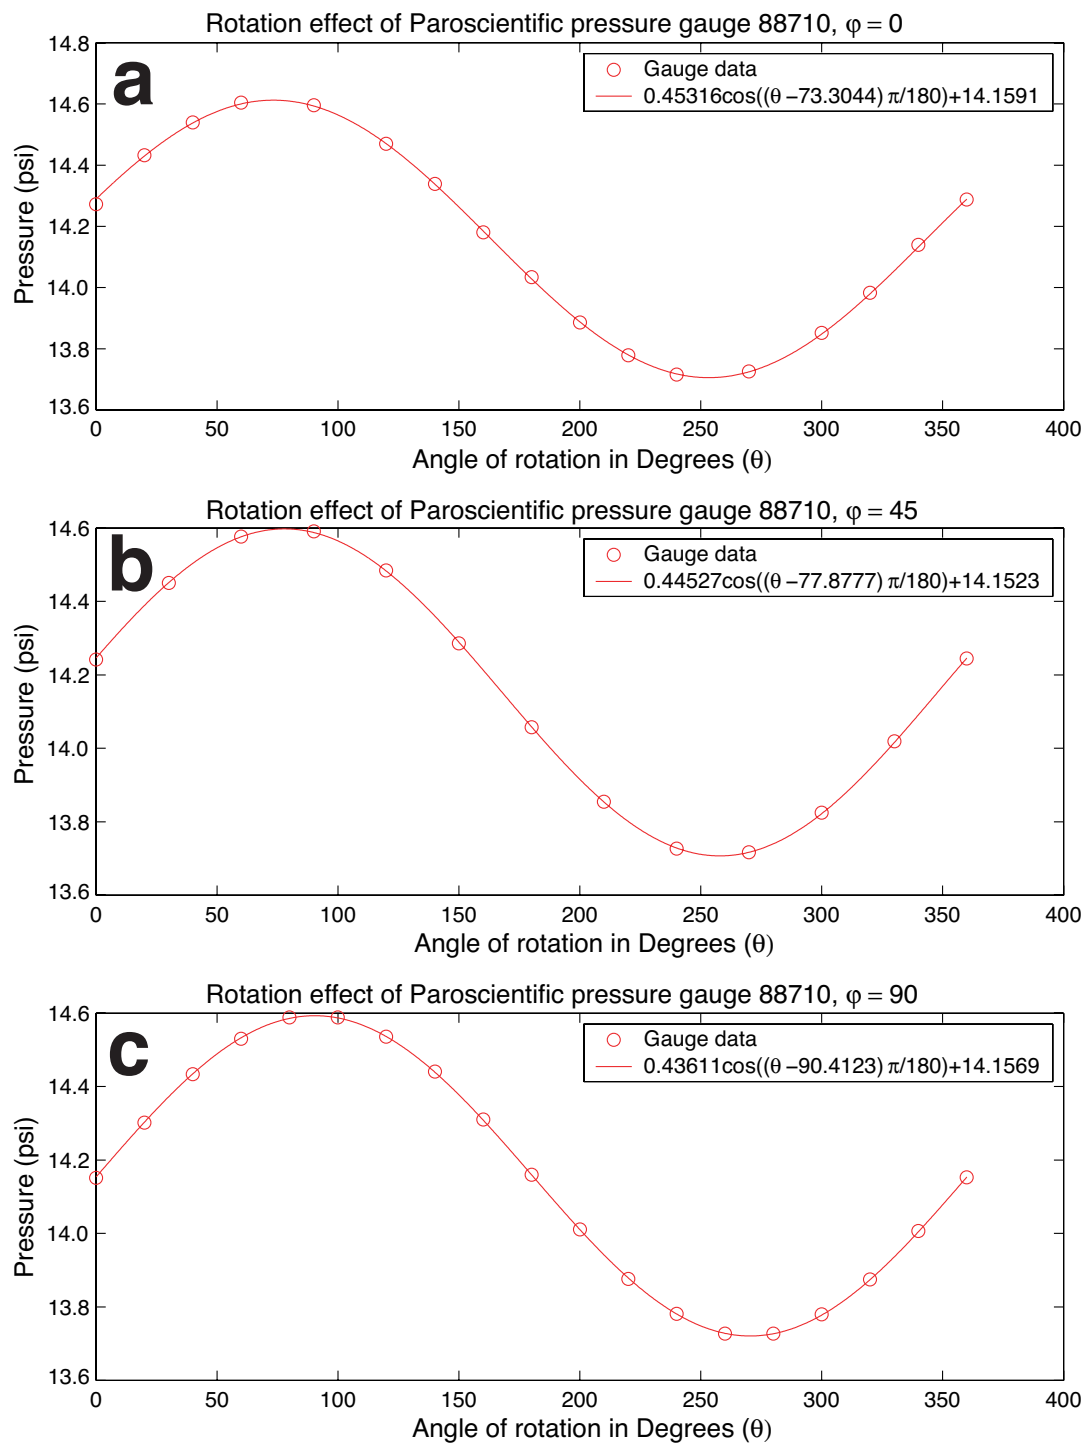 Rotation effect of Paroscientific pressure gauge 88710, φ = 0
a
Gauge data
0.45316cos((θ −73.3044) π/180)+14.1591
14.8
14.6
14.4
14.2
14.0
13.8
13.6
Pressure (psi)
0 50 100 150 200 250 300 350 400
Angle of rotation in Degrees (θ)
Rotation effect of Paroscientific pressure gauge 88710, φ = 45
b
Gauge data
0.44527cos((θ −77.8777) π/180)+14.1523
14.6
14.4
14.2
14.0
13.8
13.6
Pressure (psi)
0 50 100 150 200 250 300 350 400
Angle of rotation in Degrees (θ)
Rotation effect of Paroscientific pressure gauge 88710, φ = 90
c
Gauge data
0.43611cos((θ −90.4123) π/180)+14.1569
14.6
14.4
14.2
14.0
13.8
13.6
Pressure (psi)
0 50 100 150 200 250 300 350 400
Angle of rotation in Degrees (θ)